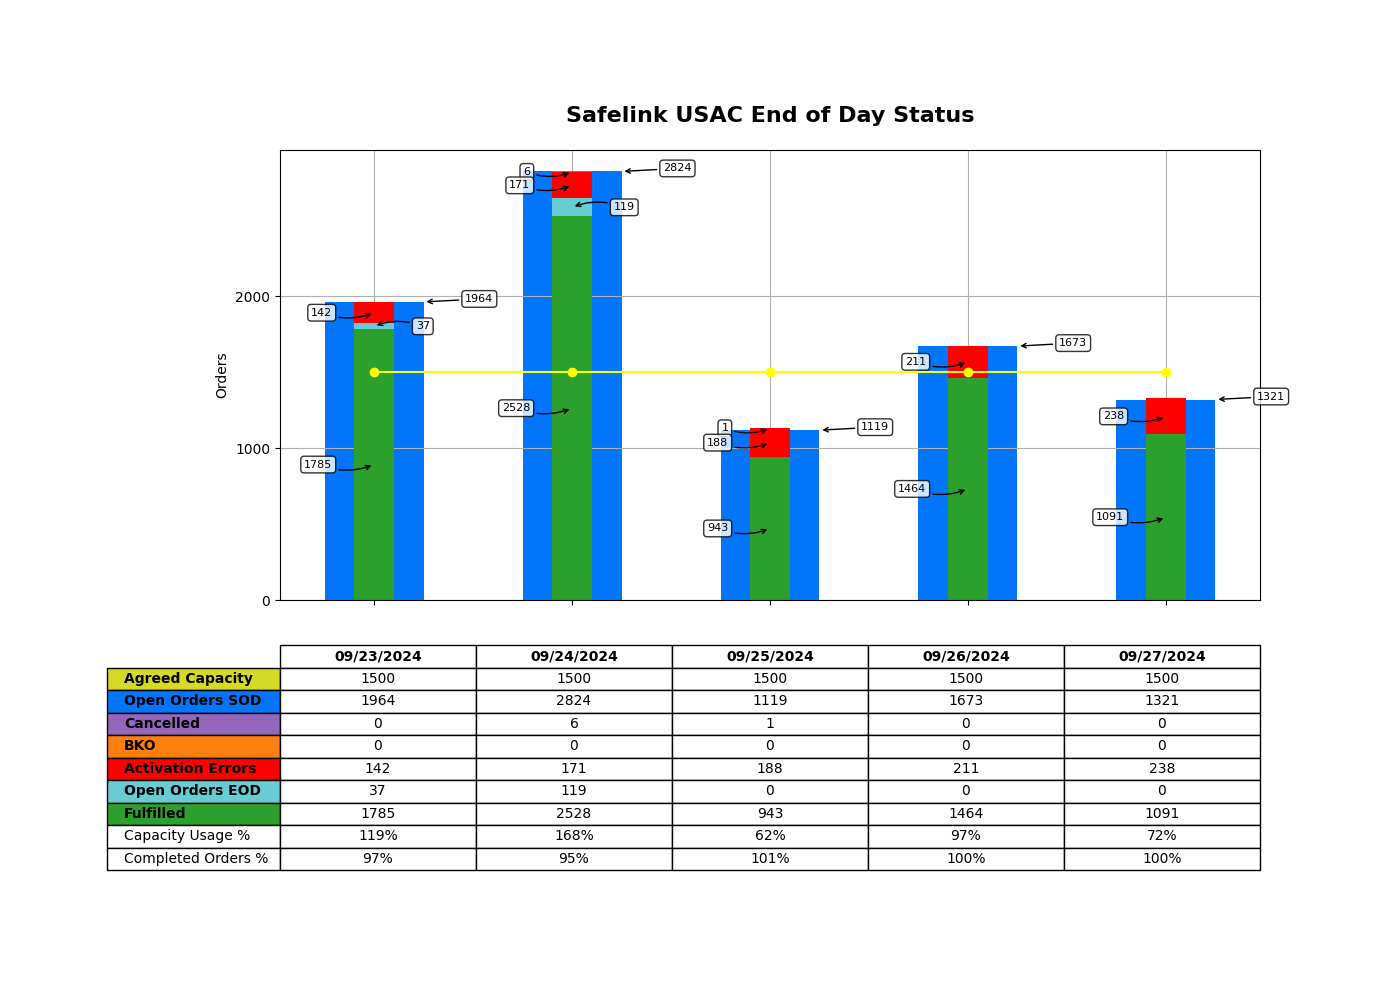 Safelink USAC End of Day Status
6
2824
171
119
2000
1964
142
37
1673
211
Orders
1321
2528
238
1
1119
188
1000
1785
1464
1091
943
0
09/23/2024 09/24/2024 09/25/2024 09/26/2024 09/27/2024
Agreed Capacity 1500 1500 1500 1500 1500
Open Orders SOD 1964 2824 1119 1673 1321
Cancelled 0 6 1 0 0
BKO 0 0 0 0 0
Activation Errors 142 171 188 211 238
Open Orders EOD 37 119 0 0 0
Fulfilled 1785 2528 943 1464 1091
Capacity Usage % 119% 168% 62% 97% 72%
Completed Orders % 97% 95% 101% 100% 100%